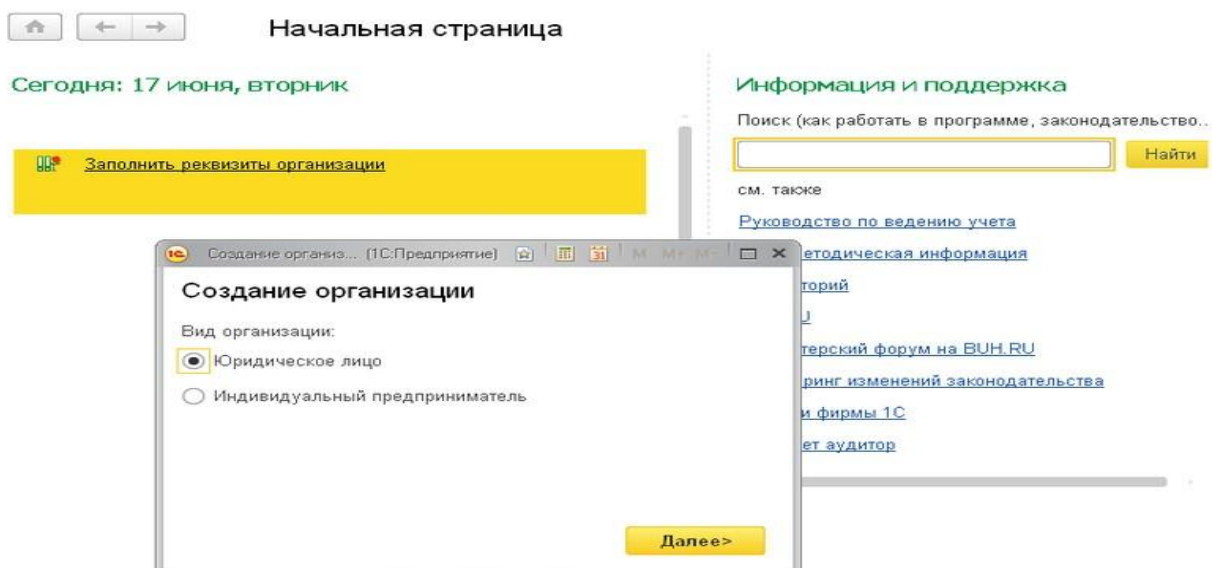 Начальная страница
Сегодня: 17 июня, вторник
Заполнить реквизиты организации
Информация и поддержка
Поиск (как работать в программе, законодательство..
Найти
см. также
Руководство по ведению учета
етодическая информация
торий
U
терский форум на BUH.RU
ринг изменений законодательства
и фирмы 1С
ет аудитор
1С Создание организ... (1С:Предприятие) 31 M M+ M-
Создание организации
Вид организации:
Юридическое лицо
Индивидуальный предприниматель
Далее>